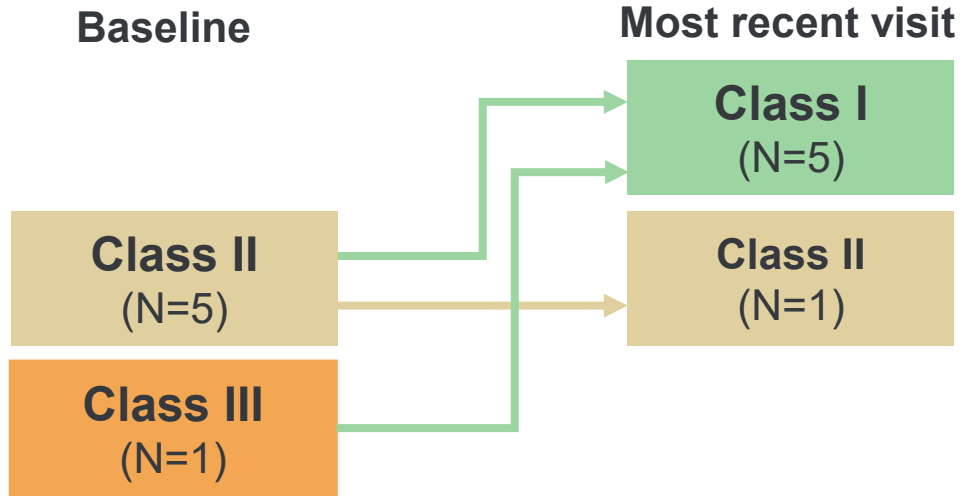 Baseline
Most recent visit
Class I
(N=5)
Class II
(N=5)
Class II
(N=1)
Class III
(N=1)